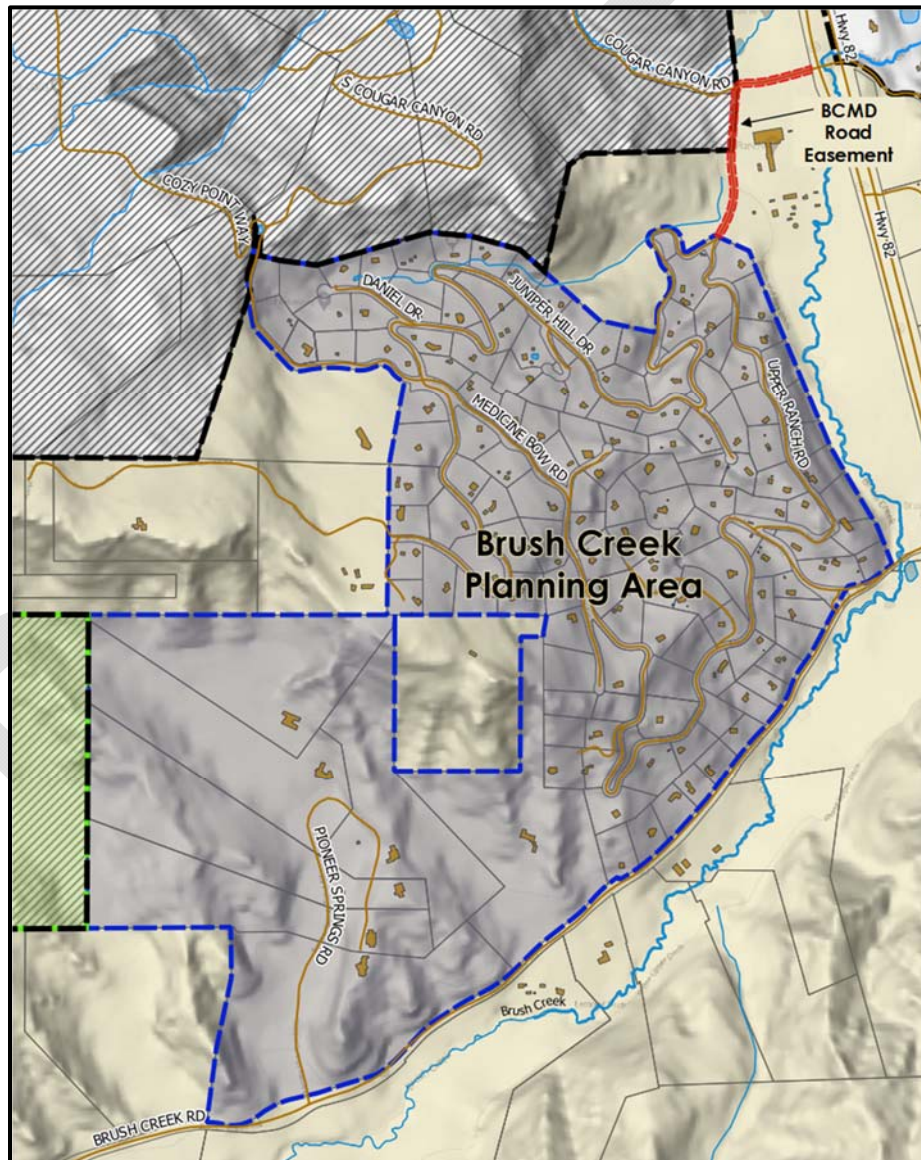 Hwy 82
COUGAR CANYON RD
S COUGAR CANYON RD
BCMD
Road
Easement
COZY POINT WAY
Hwy 82
DANIEL DR
JUNIPER HILL DR
UPPER RANCH RD
MEDICINE BOW RD
Brush Creek
Planning Area
PIONEER SPRINGS RD
Brush Creek
BRUSH CREEK RD